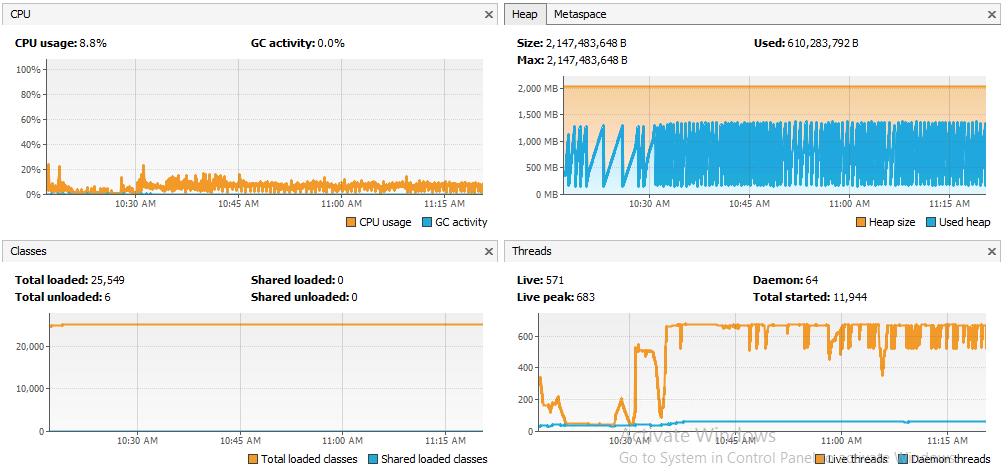 CPU
CPU usage: 8.8%
GC activity: 0.0%
100%
80%
60%
40%
20%
0%
10:30 AM
10:45 AM
11:00 AM
11:15 AM
CPU usage
GC activity
Heap
Metaspace
Size: 2,147,483,648 B
Used: 610,283,792 B
Max: 2,147,483,648 B
2,000 MB
1,500 MB
1,000 MB
500 MB
0 MB
10:30 AM
10:45 AM
11:00 AM
11:15 AM
Heap size
Used heap
Classes
Total loaded: 25,549
Shared loaded: 0
Total unloaded: 6
Shared unloaded: 0
20,000
10,000
0
10:30 AM
10:45 AM
11:00 AM
11:15 AM
Total loaded classes
Shared loaded classes
Threads
Live: 571
Daemon: 64
Live peak: 683
Total started: 11,944
600
400
200
0
10:30 AM
10:45 AM
11:00 AM
11:15 AM
Live threads
Daemon threads
Activate Windows
Go to System in Control Panel to activate Windows.